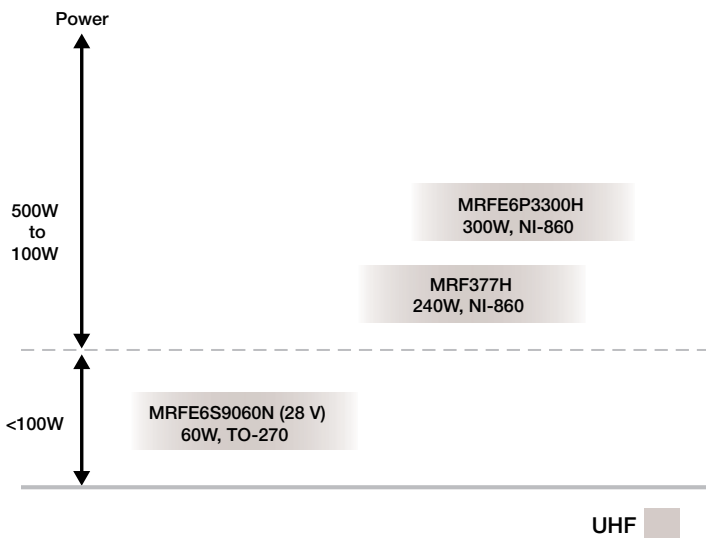 Power
500W
to
100W
MRFE6P3300H
300W, NI-860
MRF377H
240W, NI-860
<100W
MRFE6S9060N (28 V)
60W, TO-270
UHF